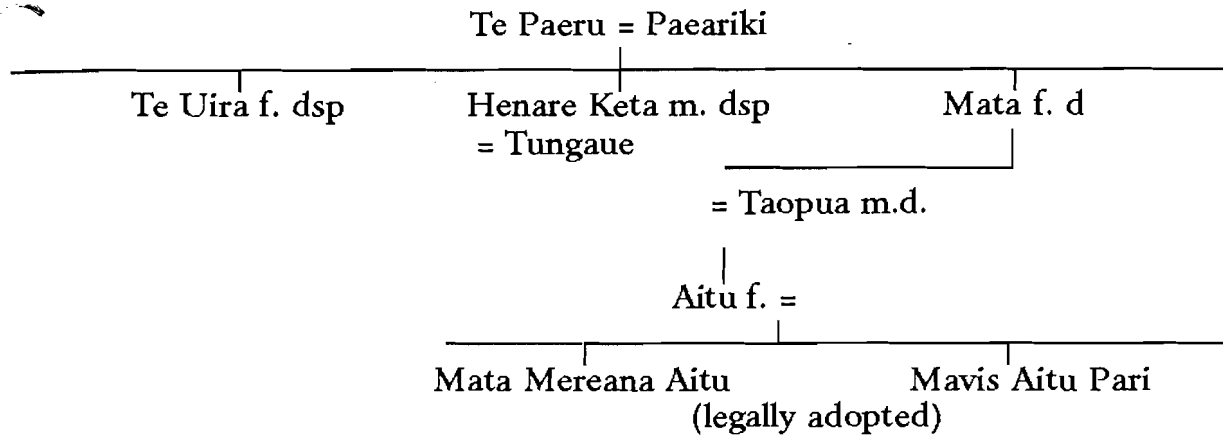 Te Paeru = Paeariki
Te Uira f. dsp Henare Keta m. dsp Mata f. d
= Tungaue
= Taopua m.d.
Aitu f. =
Mata Mereana Aitu Mavis Aitu Pari
(legally adopted)